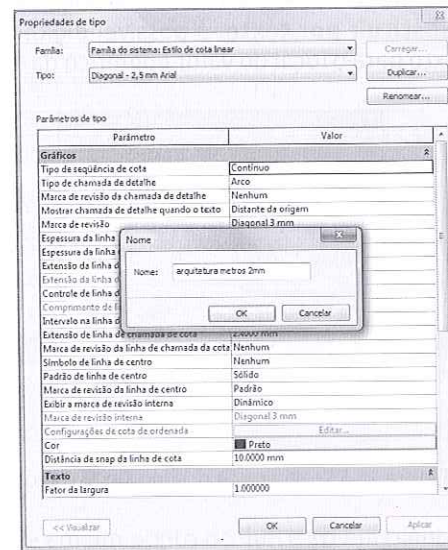 Propriedades de tipo
Família: Família do sistema: Estilo de cota linear Carregar...
Tipo: Diagonal - 2,5 mm Arial Duplicar...
Renomear...
Parâmetros de tipo
Parâmetro Valor
Gráficos
Tipo de seqüência de cota Contínuo
Tipo de chamada de detalhe Arco
Marca de revisão da chamada de detalhe Nenhum
Mostrar chamada de detalhe quando o texto Distante da origem
Marca de revisão Diagonal 3 mm
Espessura da linha
Espessura da linha
Extensão da linha d
Extensão da linha d
Controle de linha d
Comprimento de l
Intervalo na linha d
Nome
Nome: arquitetura metros 2mm
OK Cancelar
Extensão de linha de chamada de cota 2.4000 mm
Marca de revisão da linha de chamada da cota Nenhum
Símbolo de linha de centro Nenhum
Padrão de linha de centro Sólido
Marca de revisão da linha de centro Padrão
Exibir a marca de revisão interna Dinâmico
Marca de revisão interna Diagonal 3 mm
Configurações de cota de ordenada Editar...
Cor Preto
Distância de snap da linha de cota 10.0000 mm
Texto
Fator da largura 1.000000
<< Visualizar OK Cancelar Aplicar